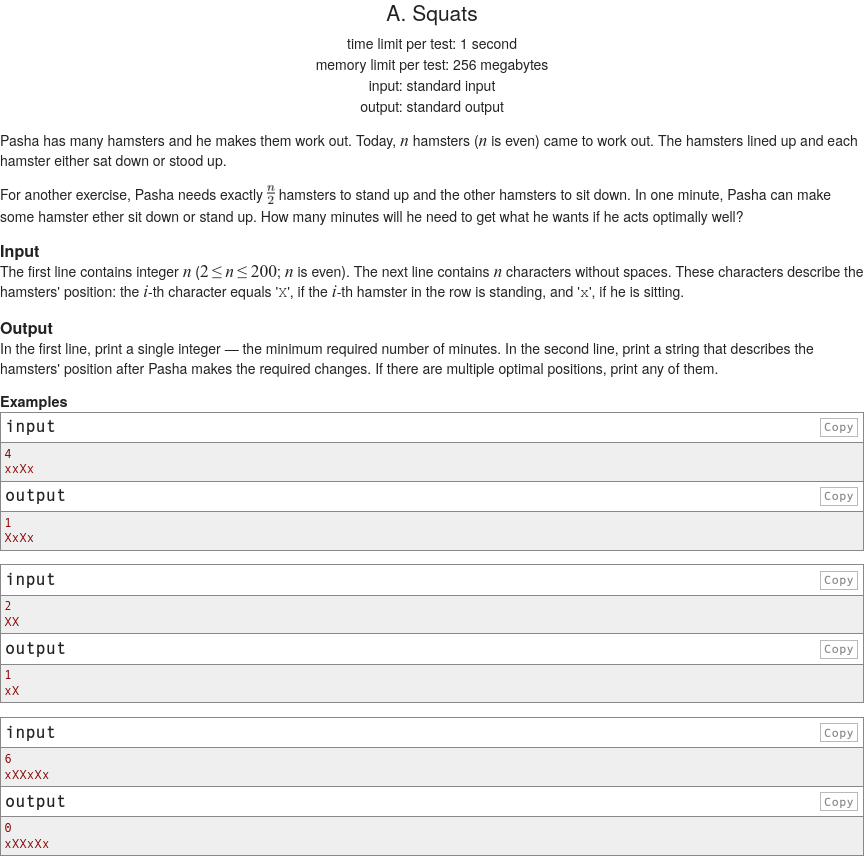 A. Squats
time limit per test: 1 second
memory limit per test: 256 megabytes
input: standard input
output: standard output
Pasha has many hamsters and he makes them work out. Today, n hamsters (n is even) came to work out. The hamsters lined up and each
hamster either sat down or stood up.
For another exercise, Pasha needs exactly n/2 hamsters to stand up and the other hamsters to sit down. In one minute, Pasha can make
some hamster ether sit down or stand up. How many minutes will he need to get what he wants if he acts optimally well?
Input
The first line contains integer n (2 ≤ n ≤ 200; n is even). The next line contains n characters without spaces. These characters describe the
hamsters' position: the i-th character equals 'X', if the i-th hamster in the row is standing, and 'x', if he is sitting.
Output
In the first line, print a single integer — the minimum required number of minutes. In the second line, print a string that describes the
hamsters' position after Pasha makes the required changes. If there are multiple optimal positions, print any of them.
Examples
input Copy
4
xxXx
output Copy
1
XxXx
input Copy
2
XX
output Copy
1
xX
input Copy
6
xXXxXx
output Copy
0
xXXxXx